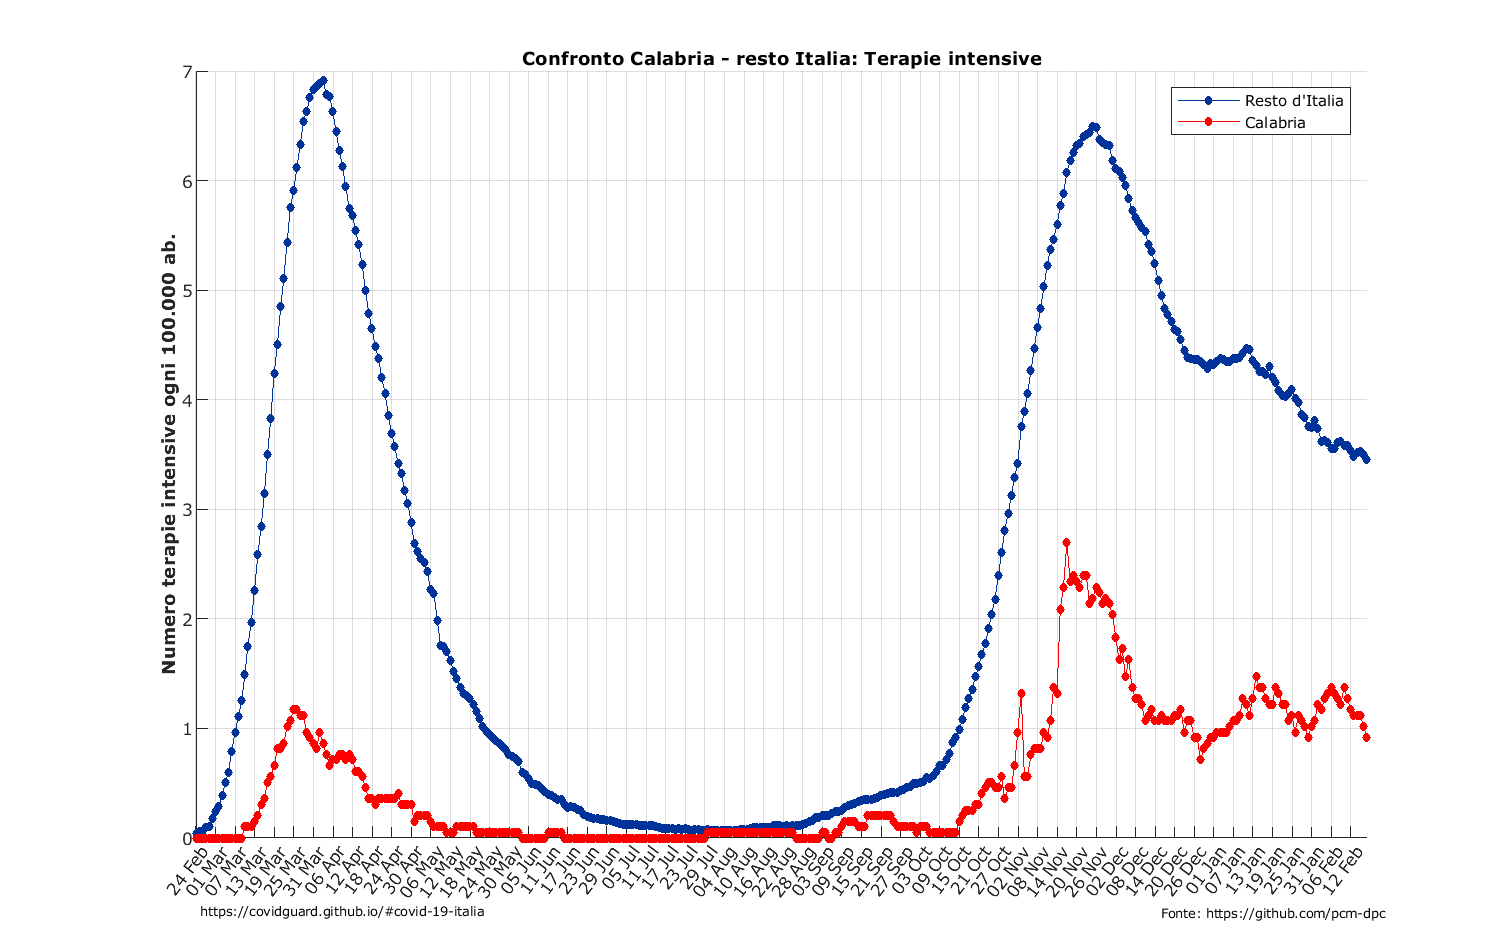 Confronto Calabria - resto Italia: Terapie intensive
Resto d'Italia
Calabria
Numero terapie intensive ogni 100.000 ab.
7
6
5
4
3
2
1
0
24 Feb
01 Mar
07 Mar
13 Mar
19 Mar
25 Mar
31 Mar
06 Apr
12 Apr
18 Apr
24 Apr
30 Apr
06 May
12 May
18 May
24 May
30 May
05 Jun
11 Jun
17 Jun
23 Jun
29 Jun
05 Jul
11 Jul
17 Jul
23 Jul
29 Jul
04 Aug
10 Aug
16 Aug
22 Aug
28 Aug
03 Sep
09 Sep
15 Sep
21 Sep
27 Sep
03 Oct
09 Oct
15 Oct
21 Oct
27 Oct
02 Nov
08 Nov
14 Nov
20 Nov
26 Nov
02 Dec
08 Dec
14 Dec
20 Dec
26 Dec
01 Jan
07 Jan
13 Jan
19 Jan
25 Jan
31 Jan
06 Feb
12 Feb
https://covidguard.github.io/#covid-19-italia
Fonte: https://github.com/pcm-dpc